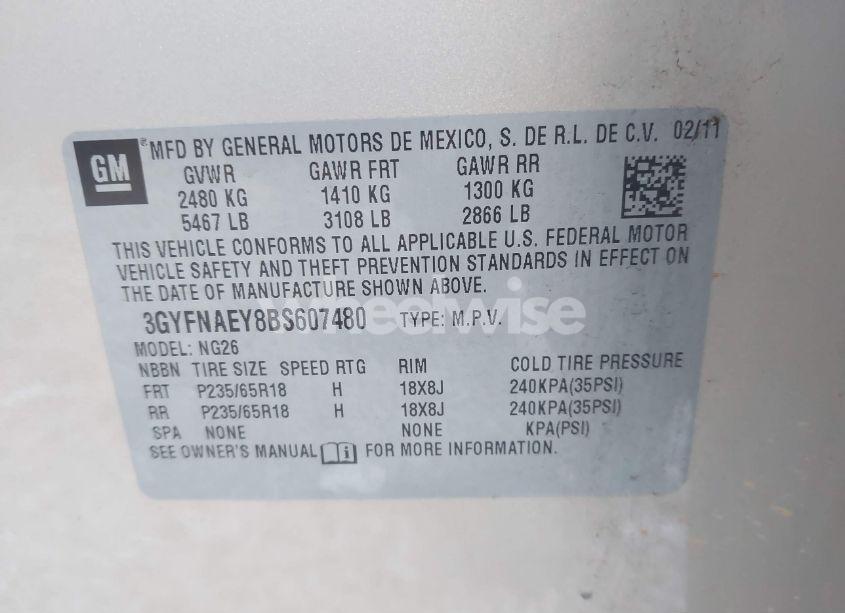 GM
®MFD BY GENERAL MOTORS DE MEXICO, S. DE R.L. DE C.V. 02/11
GVWR GAWR FRT GAWR RR
2480 KG 1410 KG 1300 KG
5467 LB 3108 LB 2866 LB
THIS VEHICLE CONFORMS TO ALL APPLICABLE U.S. FEDERAL MOTOR
VEHICLE SAFETY AND THEFT PREVENTION STANDARDS IN EFFECT ON
THE DATE OF MANUFACTURE SHOWN ABOVE.
wheelwise
3GYFNAEY8BS607480 TYPE: M.P.V.
MODEL: NG26
NBBN TIRE SIZE SPEED RTG RIM COLD TIRE PRESSURE
FRT P235/65R18 H 18X8J 240KPA(35PSI)
RR P235/65R18 H 18X8J 240KPA(35PSI)
SPA NONE NONE KPA(PSI)
SEE OWNER'S MANUAL i FOR MORE INFORMATION.